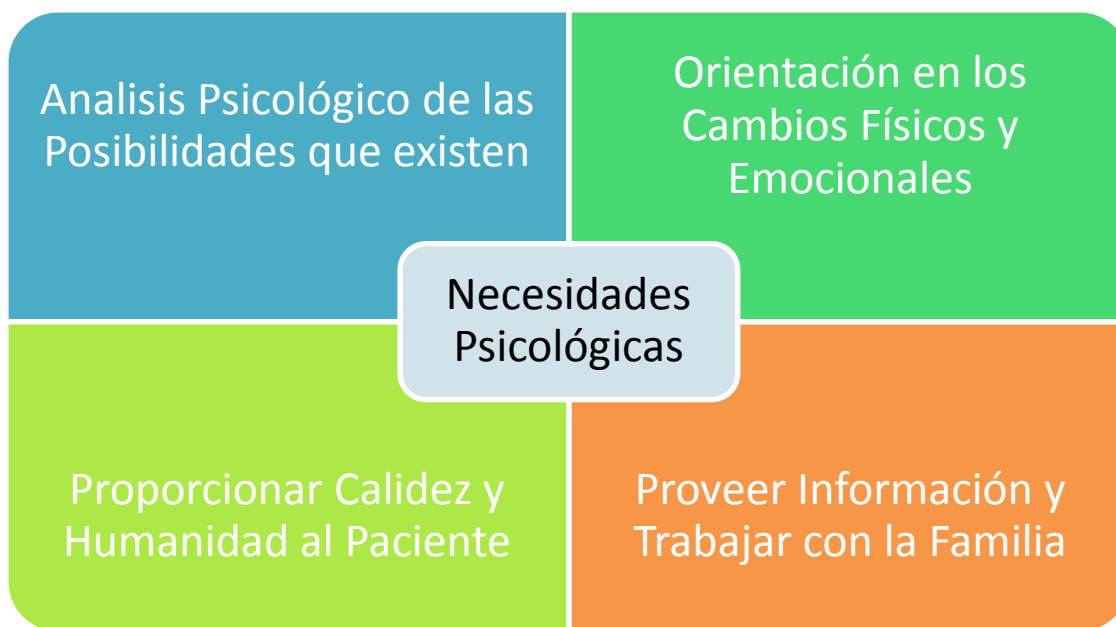 Analisis Psicológico de las
Posibilidades que existen
Orientación en los
Cambios Físicos y
Emocionales
Necesidades
Psicológicas
Proporcionar Calidez y
Humanidad al Paciente
Proveer Información y
Trabajar con la Familia